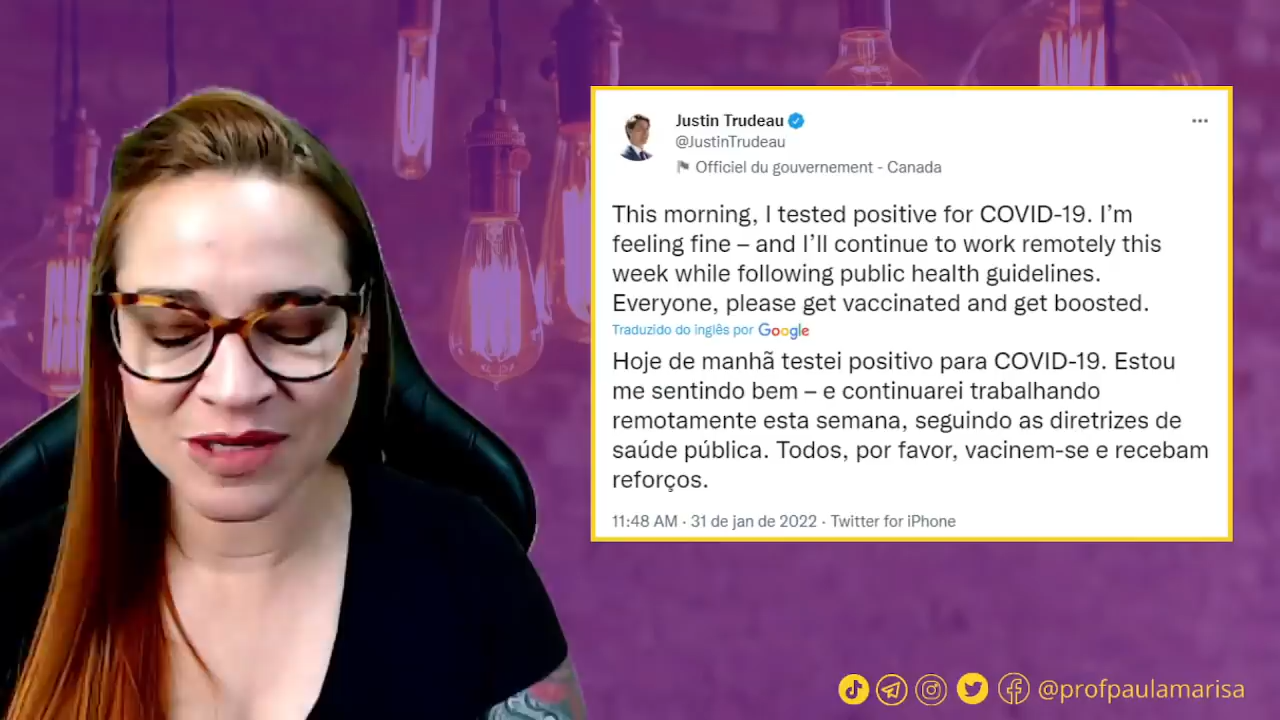 Justin Trudeau
@JustinTrudeau
Officiel du gouvernement - Canada
This morning, I tested positive for COVID-19. I’m
feeling fine – and I’ll continue to work remotely this
week while following public health guidelines.
Everyone, please get vaccinated and get boosted.
Traduzido do inglês por Google
Hoje de manhã testei positivo para COVID-19. Estou
me sentindo bem – e continuarei trabalhando
remotamente esta semana, seguindo as diretrizes de
saúde pública. Todos, por favor, vacinem-se e recebam
reforços.
11:48 AM · 31 de jan de 2022 · Twitter for iPhone
@profpaulamarisa